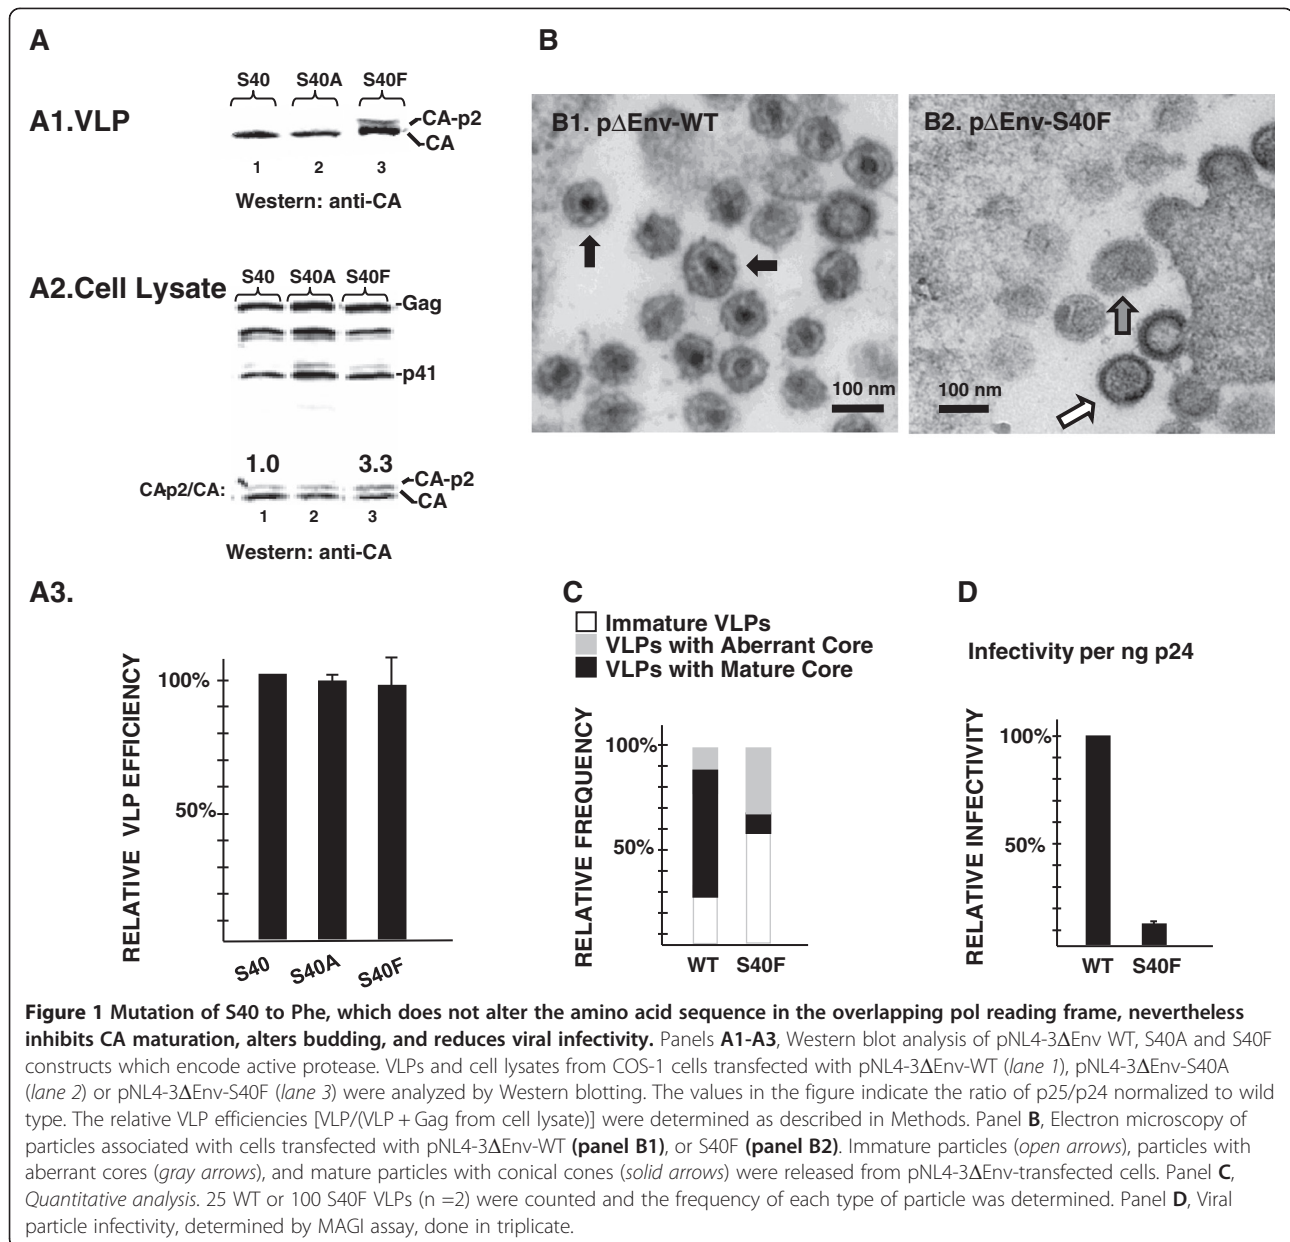 A
S40 S40A S40F
A1.VLP
CA-p2
CA
1 2 3
Western: anti-CA
A2.Cell Lysate
S40 S40A S40F
-Gag
-p41
1.0 3.3
CA-p2/CA:
CA-p2
CA
1 2 3
Western: anti-CA
B
B1. pΔEnv-WT
100 nm
B2. pΔEnv-S40F
100 nm
A3.
RELATIVE VLP EFFICIENCY
100%
50%
S40 S40A S40F
C
Immature VLPs
VLPs with Aberrant Core
VLPs with Mature Core
RELATIVE FREQUENCY
100%
50%
WT S40F
D
Infectivity per ng p24
RELATIVE INFECTIVITY
100%
50%
WT S40F
Figure 1 Mutation of S40 to Phe, which does not alter the amino acid sequence in the overlapping pol reading frame, nevertheless
inhibits CA maturation, alters budding, and reduces viral infectivity. Panels A1-A3, Western blot analysis of pNL4-3ΔEnv WT, S40A and S40F
constructs which encode active protease. VLPs and cell lysates from COS-1 cells transfected with pNL4-3ΔEnv-WT (lane 1), pNL4-3ΔEnv-S40A
(lane 2) or pNL4-3ΔEnv-S40F (lane 3) were analyzed by Western blotting. The values in the figure indicate the ratio of p25/p24 normalized to wild
type. The relative VLP efficiencies [VLP/(VLP + Gag from cell lysate)] were determined as described in Methods. Panel B, Electron microscopy of
particles associated with cells transfected with pNL4-3ΔEnv-WT (panel B1), or S40F (panel B2). Immature particles (open arrows), particles with
aberrant cores (gray arrows), and mature particles with conical cones (solid arrows) were released from pNL4-3ΔEnv-transfected cells. Panel C,
Quantitative analysis. 25 WT or 100 S40F VLPs (n =2) were counted and the frequency of each type of particle was determined. Panel D, Viral
particle infectivity, determined by MAGI assay, done in triplicate.